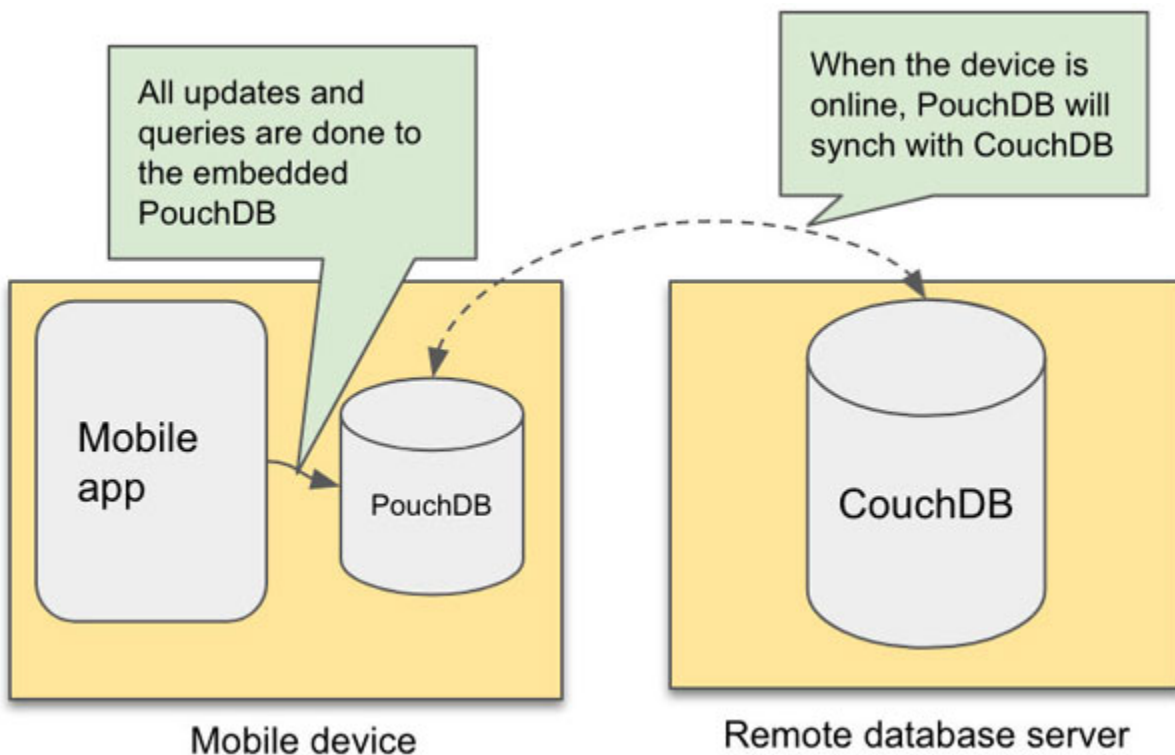 All updates and
queries are done to
the embedded
PouchDB
When the device is
online, PouchDB will
synch with CouchDB
Mobile
app
PouchDB
CouchDB
Mobile device
Remote database server